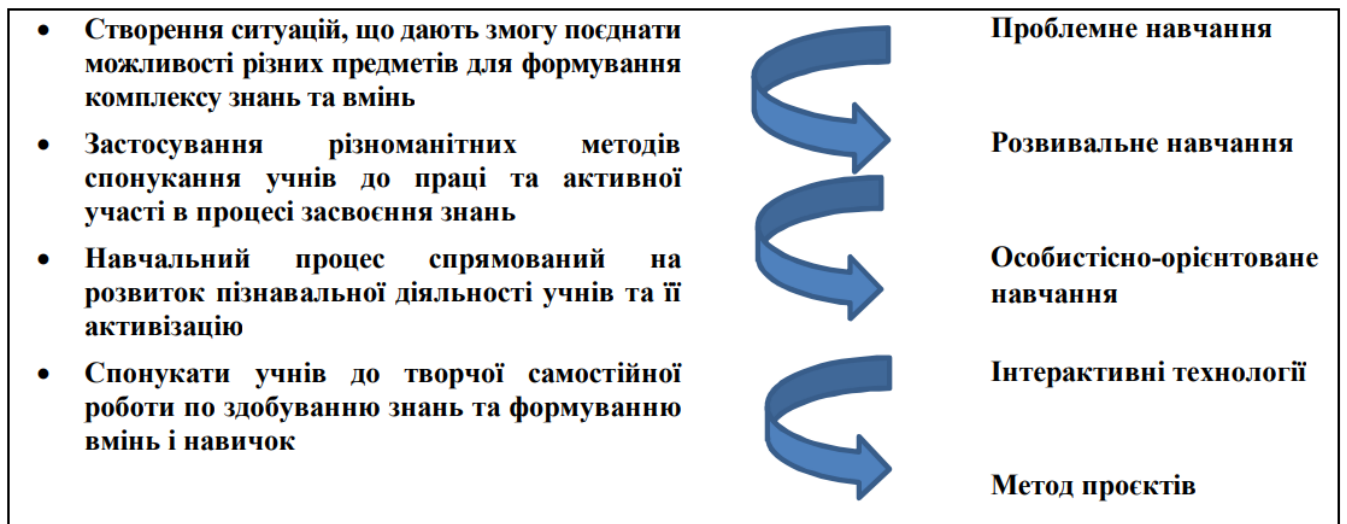 • Створення ситуацій, що дають змогу поєднати
можливості різних предметів для формування
комплексу знань та вмінь
• Застосування різноманітних методів
спонукання учнів до праці та активної
участі в процесі засвоєння знань
• Навчальний процес спрямований на
розвиток пізнавальної діяльності учнів та її
активізацію
• Спонукати учнів до творчої самостійної
роботи по здобуванню знань та формуванню
вмінь і навичок
Проблемне навчання
Розвивальне навчання
Особистісно-орієнтоване
навчання
Інтерактивні технології
Метод проєктів